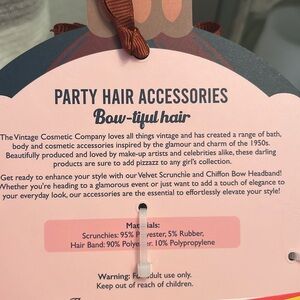 PARTY HAIR ACCESSORIES
Bow-tiful hair
The Vintage Cosmetic Company loves all things vintage and has created a range of bath,
body and cosmetic accessories inspired by the glamour and charm of the 1950s.
Beautifully produced and loved by make-up artists and celebrities alike, these darling
products are sure to add pizzazz to any girl's collection.
Get ready to enhance your style with our Velvet Scrunchie and Chiffon Bow Headband!
Whether you're heading to a glamorous event or just want to add a touch of elegance to
your everyday look, our accessories are the essential to effortlessly elevate your style!
Materials:
Scrunchies: 95% Polyester, 5% Rubber,
Hair Band: 90% Polyester, 10% Polypropylene
Warning: For adult use only.
Keep out of reach of children.